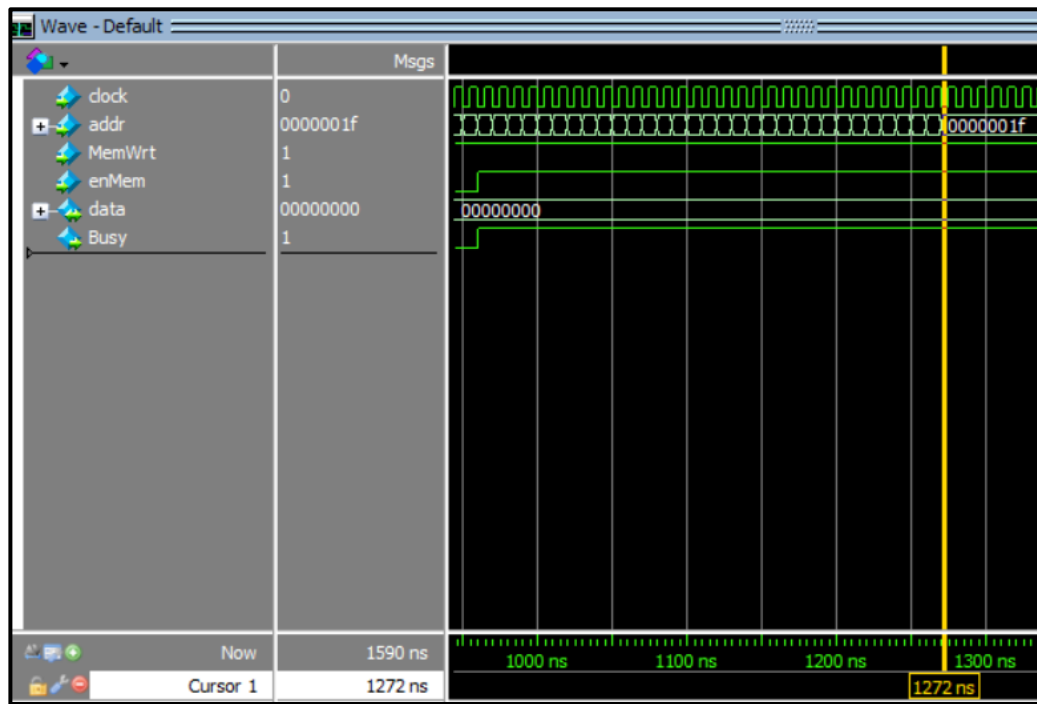 Wave - Default
Msgs
clock 0
addr 0000001f 0000001f
MemWrt 1
enMem 1
data 00000000 00000000
Busy 1
Now 1590 ns 1000 ns 1100 ns 1200 ns 1300 ns
Cursor 1 1272 ns 1272 ns